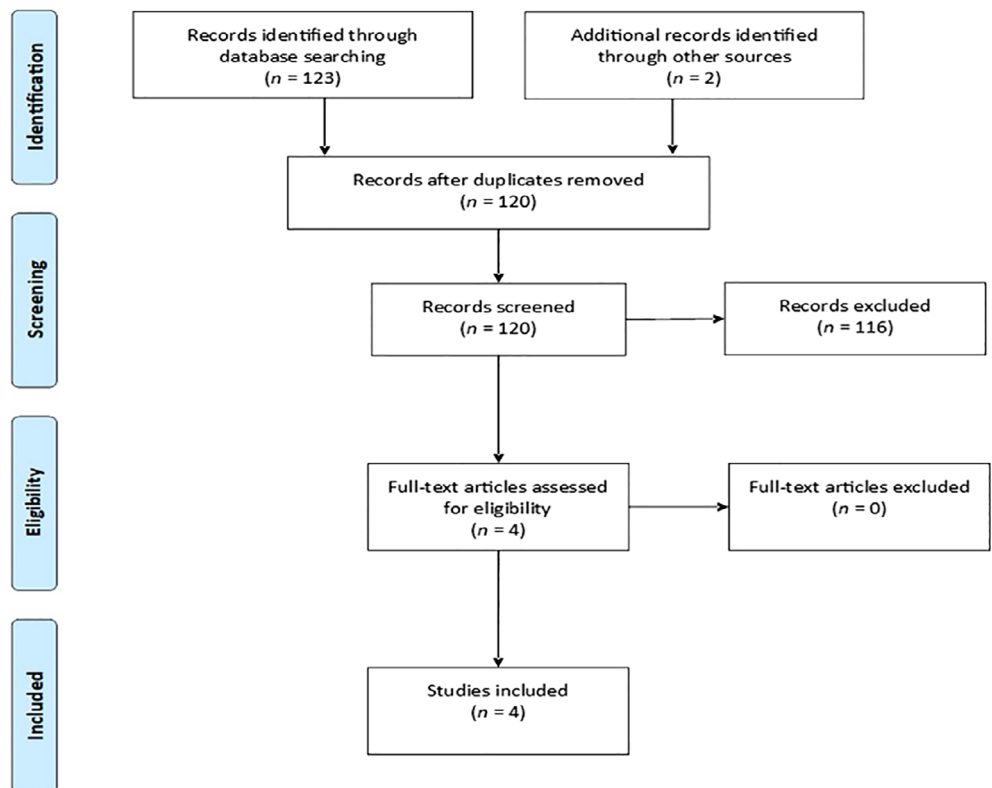 Identification
Records identified through
database searching
(n = 123)
Additional records identified
through other sources
(n = 2)
Records after duplicates removed
(n = 120)
Screening
Records screened
(n = 120)
Records excluded
(n = 116)
Eligibility
Full-text articles assessed
for eligibility
(n = 4)
Full-text articles excluded
(n = 0)
Included
Studies included
(n = 4)